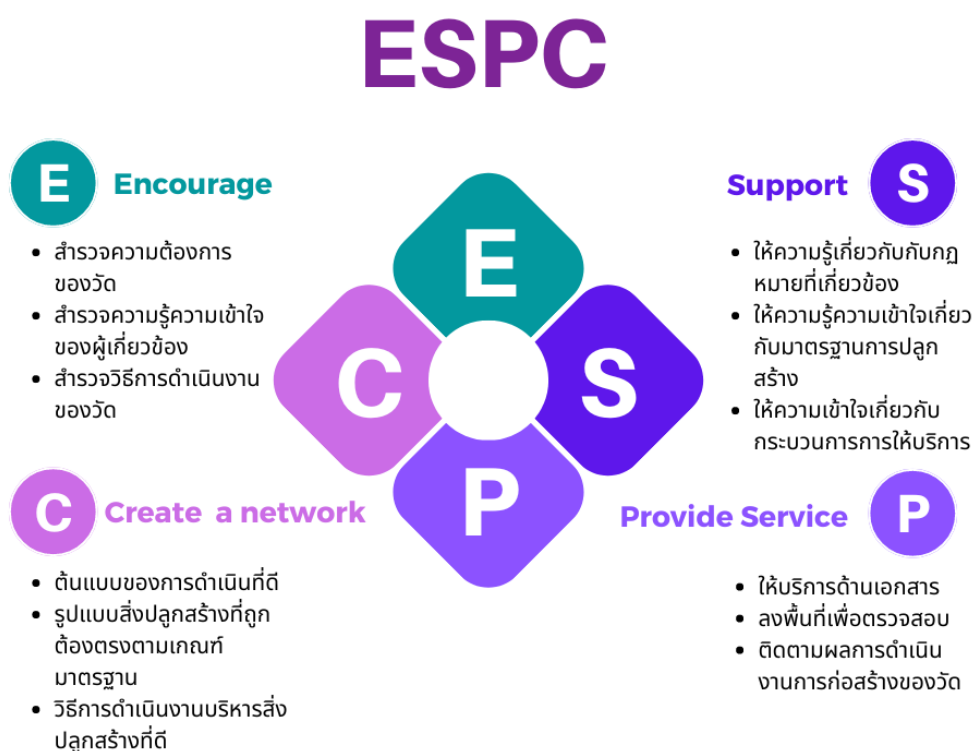 ESPC
E
Encourage
สำรวจความต้องการ
ของวัด
สำรวจความรู้ความเข้าใจ
ของผู้เกี่ยวข้อง
สำรวจวิธีการดำเนินงาน
ของวัด
Support
S
ให้ความรู้เกี่ยวกับกับกฏ
หมายที่เกี่ยวข้อง
ให้ความรู้ความเข้าใจเกี่ยว
กับมาตรฐานการปลูก
สร้าง
ให้ความเข้าใจเกี่ยวกับ
กระบวนการการให้บริการ
E
C
S
P
C
Create a network
ต้นแบบของการดำเนินที่ดี
รูปแบบสิ่งปลูกสร้างที่ถูก
ต้องตรงตามเกณฑ์
มาตรฐาน
วิธีการดำเนินงานบริหารสิ่ง
ปลูกสร้างที่ดี
Provide Service
P
ให้บริการด้านเอกสาร
ลงพื้นที่เพื่อตรวจสอบ
ติดตามผลการดำเนิน
งานการก่อสร้างของวัด